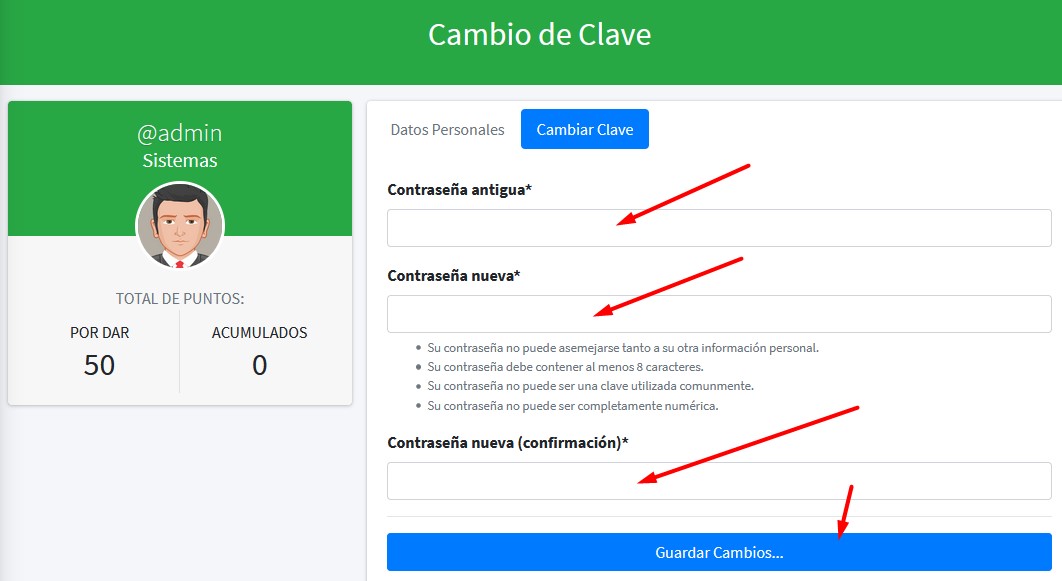 Cambio de Clave
@admin
Sistemas
TOTAL DE PUNTOS:
POR DAR
ACUMULADOS
50
0
Datos Personales
Cambiar Clave
Contraseña antigua*
Contraseña nueva*
Su contraseña no puede asemejarse tanto a su otra información personal.
Su contraseña debe contener al menos 8 caracteres.
Su contraseña no puede ser una clave utilizada comunmente.
Su contraseña no puede ser completamente numérica.
Contraseña nueva (confirmación)*
Guardar Cambios...